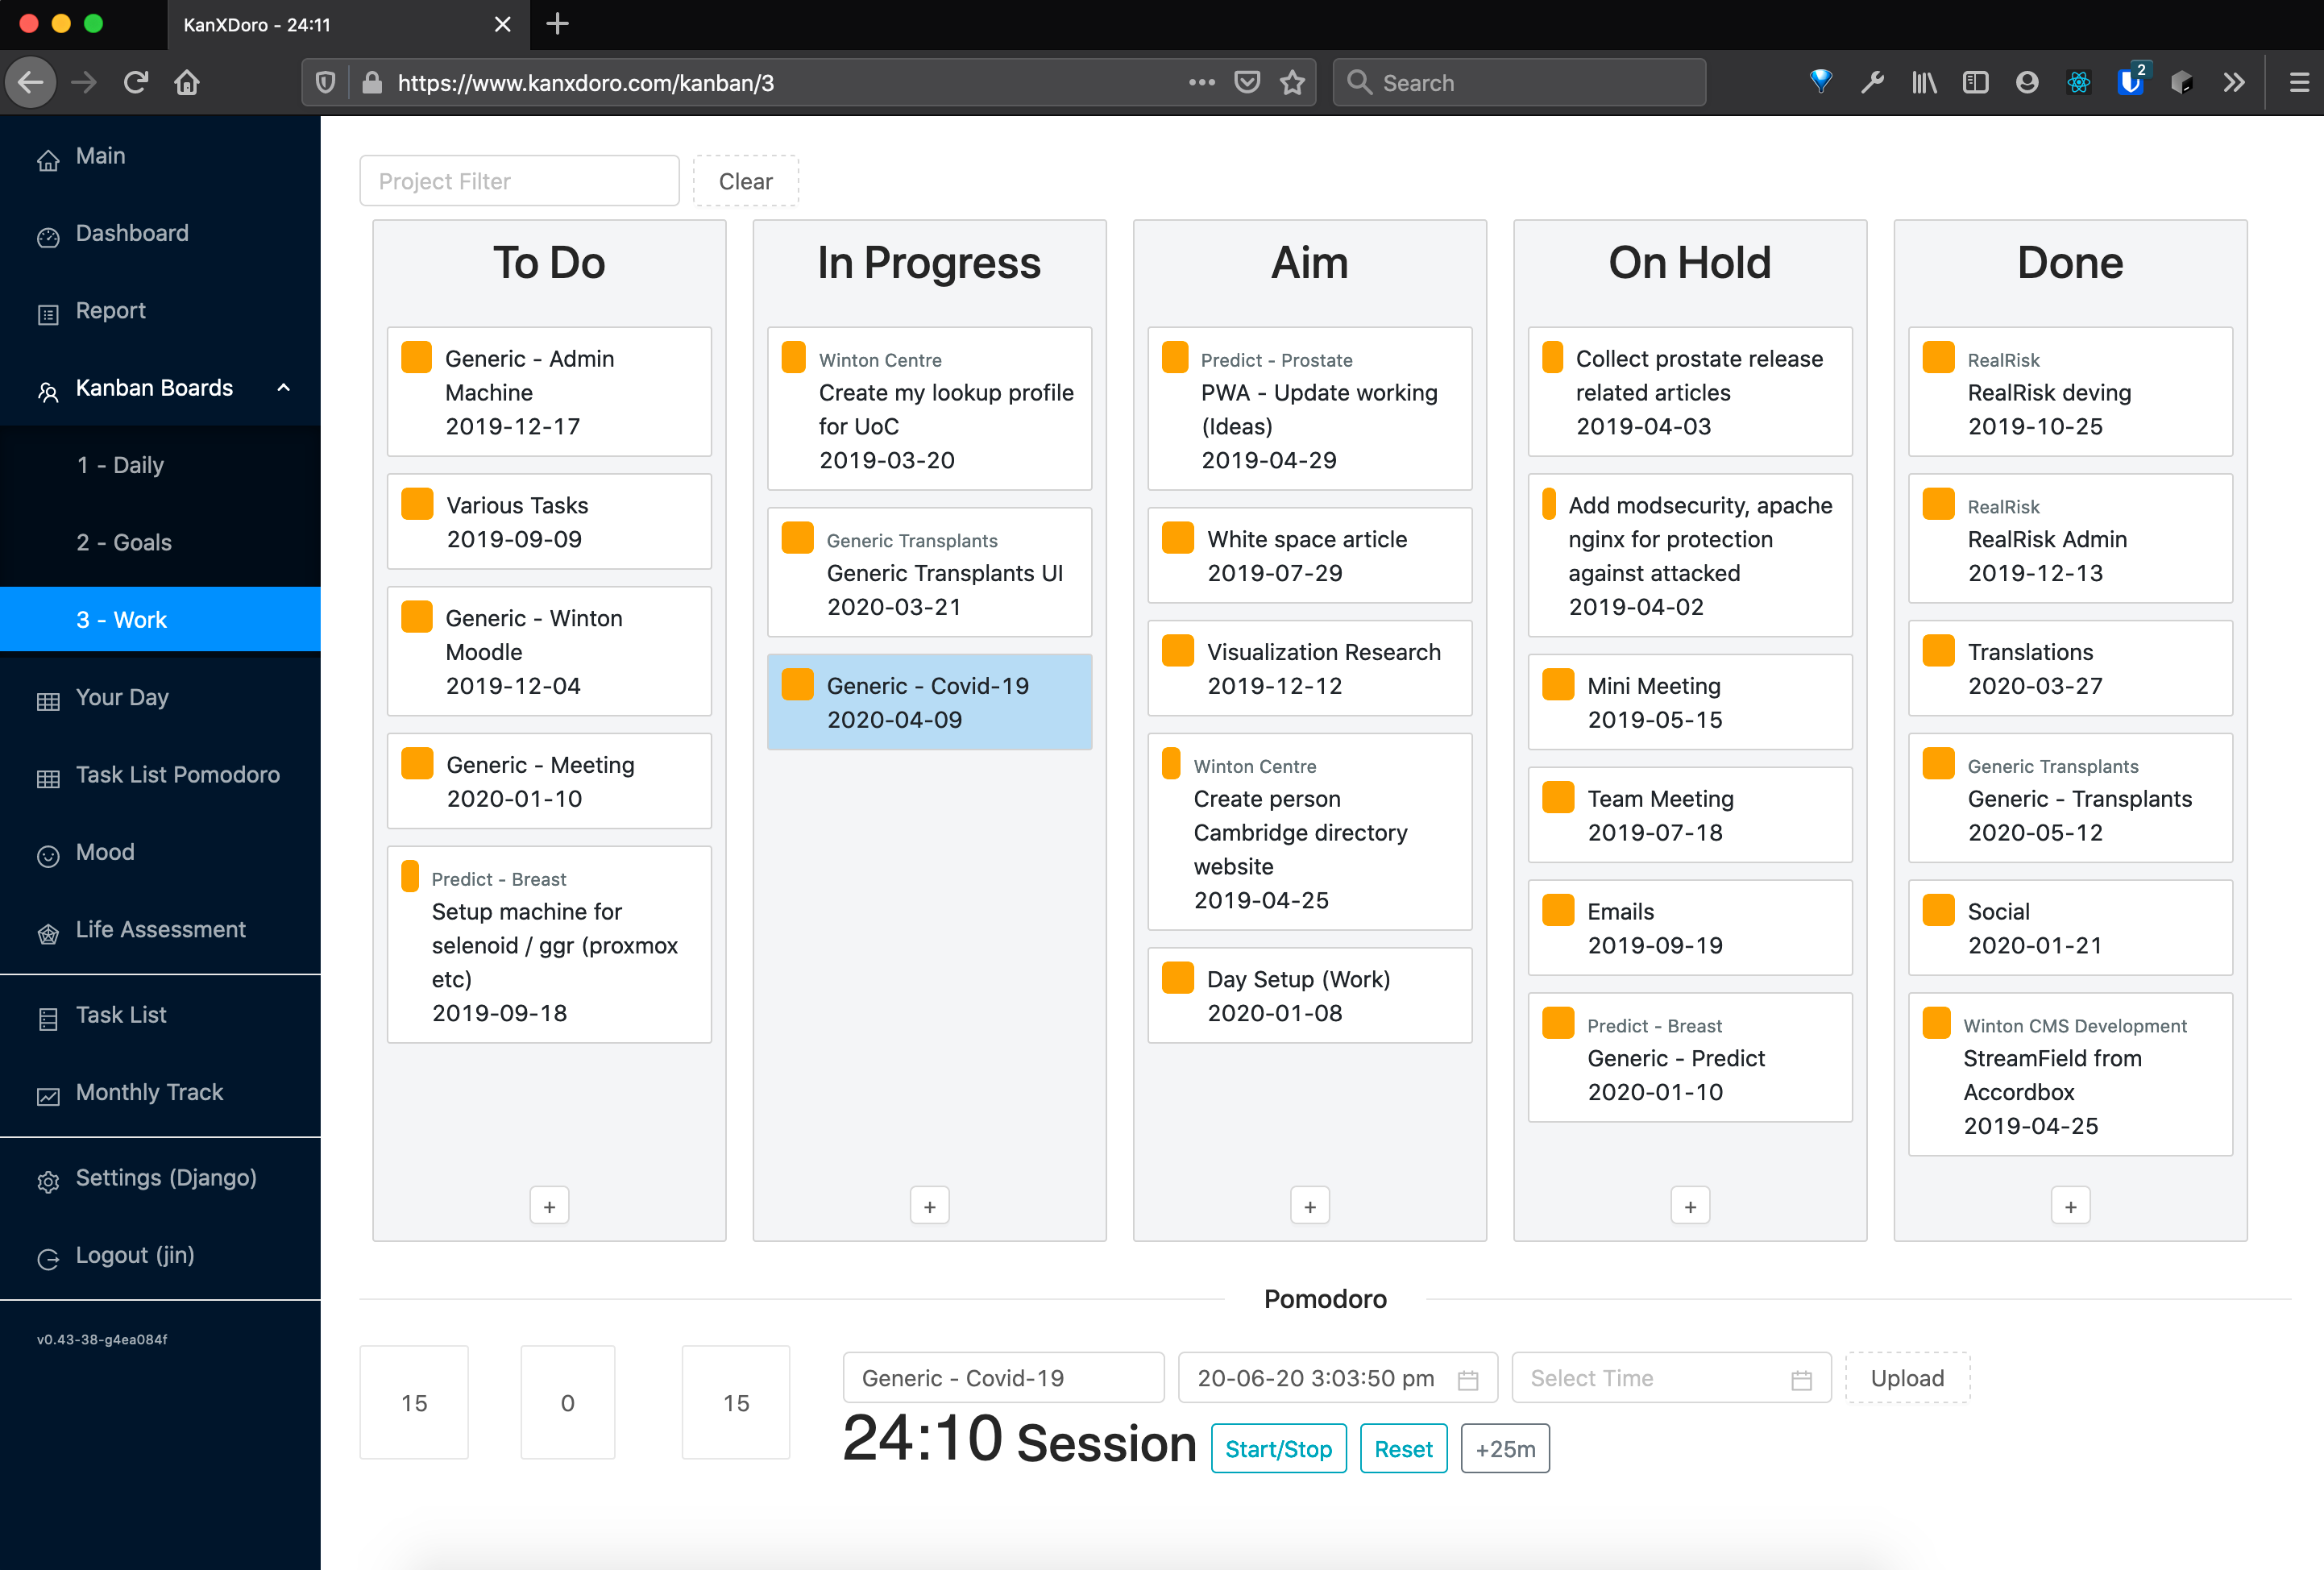 KanXDoro - 24:11
https://www.kanxdoro.com/kanban/3
Search
2
Main
Dashboard
Report
Kanban Boards
1 - Daily
2 - Goals
3 - Work
Your Day
Task List Pomodoro
Mood
Life Assessment
Task List
Monthly Track
Settings (Django)
Logout (jin)
v0.43-38-g4ea084f
Project Filter
Clear
To Do
Generic - Admin
Machine
2019-12-17
Various Tasks
2019-09-09
Generic - Winton
Moodle
2019-12-04
Generic - Meeting
2020-01-10
Predict - Breast
Setup machine for
selenoid / ggr (proxmox
etc)
2019-09-18
+
In Progress
Winton Centre
Create my lookup profile
for UoC
2019-03-20
Generic Transplants
Generic Transplants UI
2020-03-21
Generic - Covid-19
2020-04-09
+
Aim
Predict - Prostate
PWA - Update working
(Ideas)
2019-04-29
White space article
2019-07-29
Visualization Research
2019-12-12
Winton Centre
Create person
Cambridge directory
website
2019-04-25
Day Setup (Work)
2020-01-08
+
On Hold
Collect prostate release
related articles
2019-04-03
Add modsecurity, apache
nginx for protection
against attacked
2019-04-02
Mini Meeting
2019-05-15
Team Meeting
2019-07-18
Emails
2019-09-19
Predict - Breast
Generic - Predict
2020-01-10
+
Done
RealRisk
RealRisk deving
2019-10-25
RealRisk
RealRisk Admin
2019-12-13
Translations
2020-03-27
Generic Transplants
Generic - Transplants
2020-05-12
Social
2020-01-21
Winton CMS Development
StreamField from
Accordbox
2019-04-25
+
Pomodoro
15
0
15
Generic - Covid-19
20-06-20 3:03:50 pm
Select Time
Upload
24:10 Session
Start/Stop
Reset
+25m